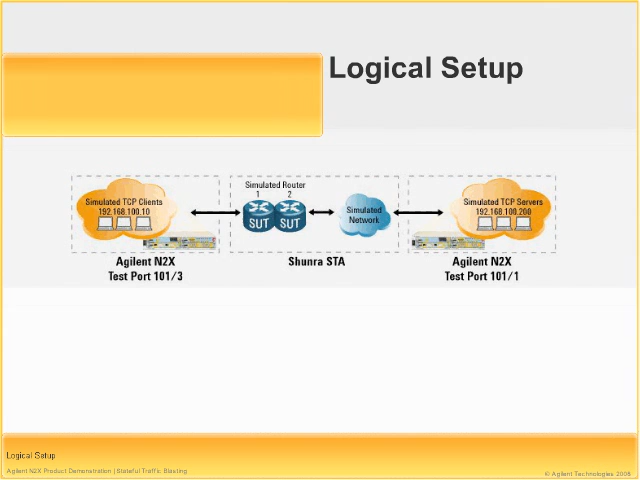 Logical Setup
Simulated TCP Clients
192.168.100.10
Simulated Router
1 2
SUT SUT
Simulated
Network
Simulated TCP Servers
192.168.100.200
Agilent N2X
Test Port 101/3
Shunra STA
Agilent N2X
Test Port 101/1
Logical Setup
Agilent N2X Product Demonstration | Stateful Traffic Blasting
© Agilent Technologies 2008